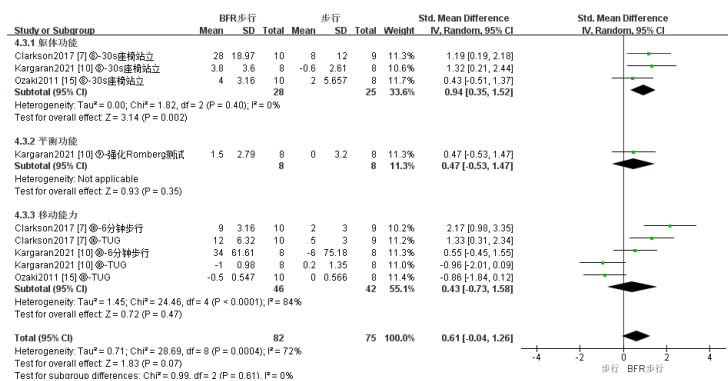 BFR步行 步行 Std. Mean Difference Std. Mean Difference
Study or Subgroup Mean SD Total Mean SD Total Weight IV, Random, 95% CI IV, Random, 95% CI
4.3.1 躯体功能
Clarkson2017 [7] ⑧-30s座椅站立 28 18.97 10 8 12 9 11.3% 1.19 [0.19, 2.18]
Kargaran2021 [10] ⑧-30s座椅站立 3.8 3.6 8 -0.6 2.61 8 11.0% 1.32 [0.21, 2.44]
Ozaki2011 [15] ⑧-30s座椅站立 4 3.16 10 2 5.657 8 11.5% 0.43 [-0.51, 1.37]
Subtotal (95% CI) 28 25 33.6% 0.94 [0.35, 1.52]
Heterogeneity: Tau² = 0.00; Chi² = 1.82, df = 2 (P = 0.40); I² = 0%
Test for overall effect: Z = 3.14 (P = 0.002)
4.3.2 平衡功能
Kargaran2021 [10] ⑨-强化Romberg测试 1.5 2.79 8 0 3.2 8 11.3% 0.47 [-0.53, 1.47]
Subtotal (95% CI) 8 8 11.3% 0.47 [-0.53, 1.47]
Heterogeneity: Not applicable
Test for overall effect: Z = 0.93 (P = 0.35)
4.3.3 移动能力
Clarkson2017 [7] ⑧-6分钟步行 9 3.16 10 2 3 9 10.2% 2.17 [0.98, 3.35]
Clarkson2017 [7] ⑧-TUG 12 6.32 10 5 3 9 11.2% 1.33 [0.31, 2.34]
Kargaran2021 [10] ⑧-6分钟步行 34 61.61 8 -6 75.18 8 11.3% 0.55 [-0.45, 1.55]
Kargaran2021 [10] ⑧-TUG -1 0.98 8 0.2 1.35 8 11.1% -0.96 [-2.01, 0.09]
Ozaki2011 [15] ⑧-TUG -0.5 0.547 10 0 0.566 8 11.4% -0.86 [-1.84, 0.12]
Subtotal (95% CI) 46 42 55.1% 0.43 [-0.73, 1.58]
Heterogeneity: Tau² = 1.45; Chi² = 24.46, df = 4 (P < 0.0001); I² = 84%
Test for overall effect: Z = 0.72 (P = 0.47)
Total (95% CI) 82 75 100.0% 0.61 [-0.04, 1.26]
Heterogeneity: Tau² = 0.71; Chi² = 28.69, df = 8 (P = 0.0004); I² = 72%
Test for overall effect: Z = 1.83 (P = 0.07)
Test for subgroup differences: Chi² = 0.99, df = 2 (P = 0.61), I² = 0%
-4 -2 0 2 4
步行 BFR步行